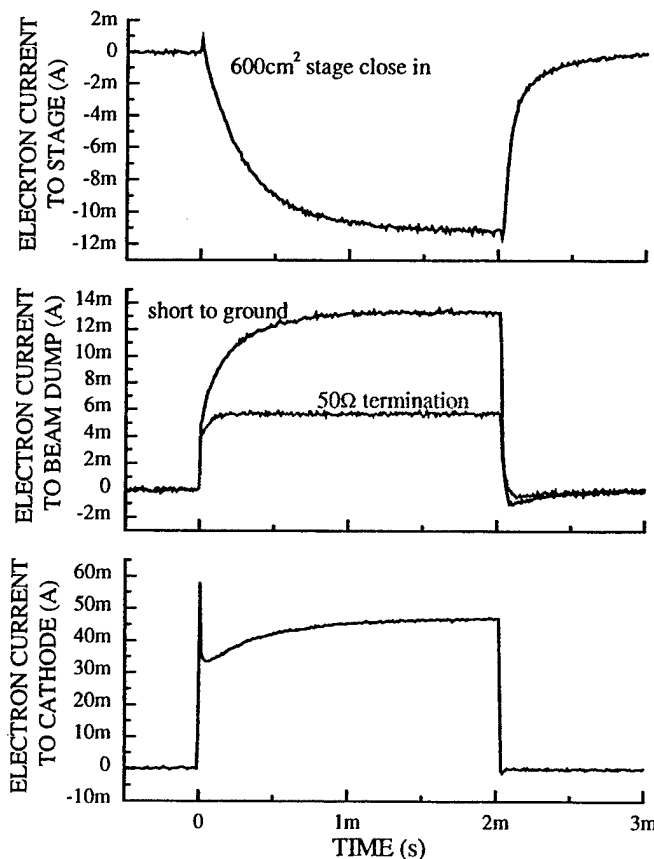 ELECRTON CURRENT
TO STAGE (A)
2m
0
-2m
-4m
-6m
-8m
-10m
-12m
600cm² stage close in
ELECTRON CURRENT
TO BEAM DUMP (A)
14m
12m
10m
8m
6m
4m
2m
0
-2m
short to ground
50Ω termination
ELECTRON CURRENT
TO CATHODE (A)
60m
50m
40m
30m
20m
10m
0
-10m
0
1m
2m
3m
TIME (s)